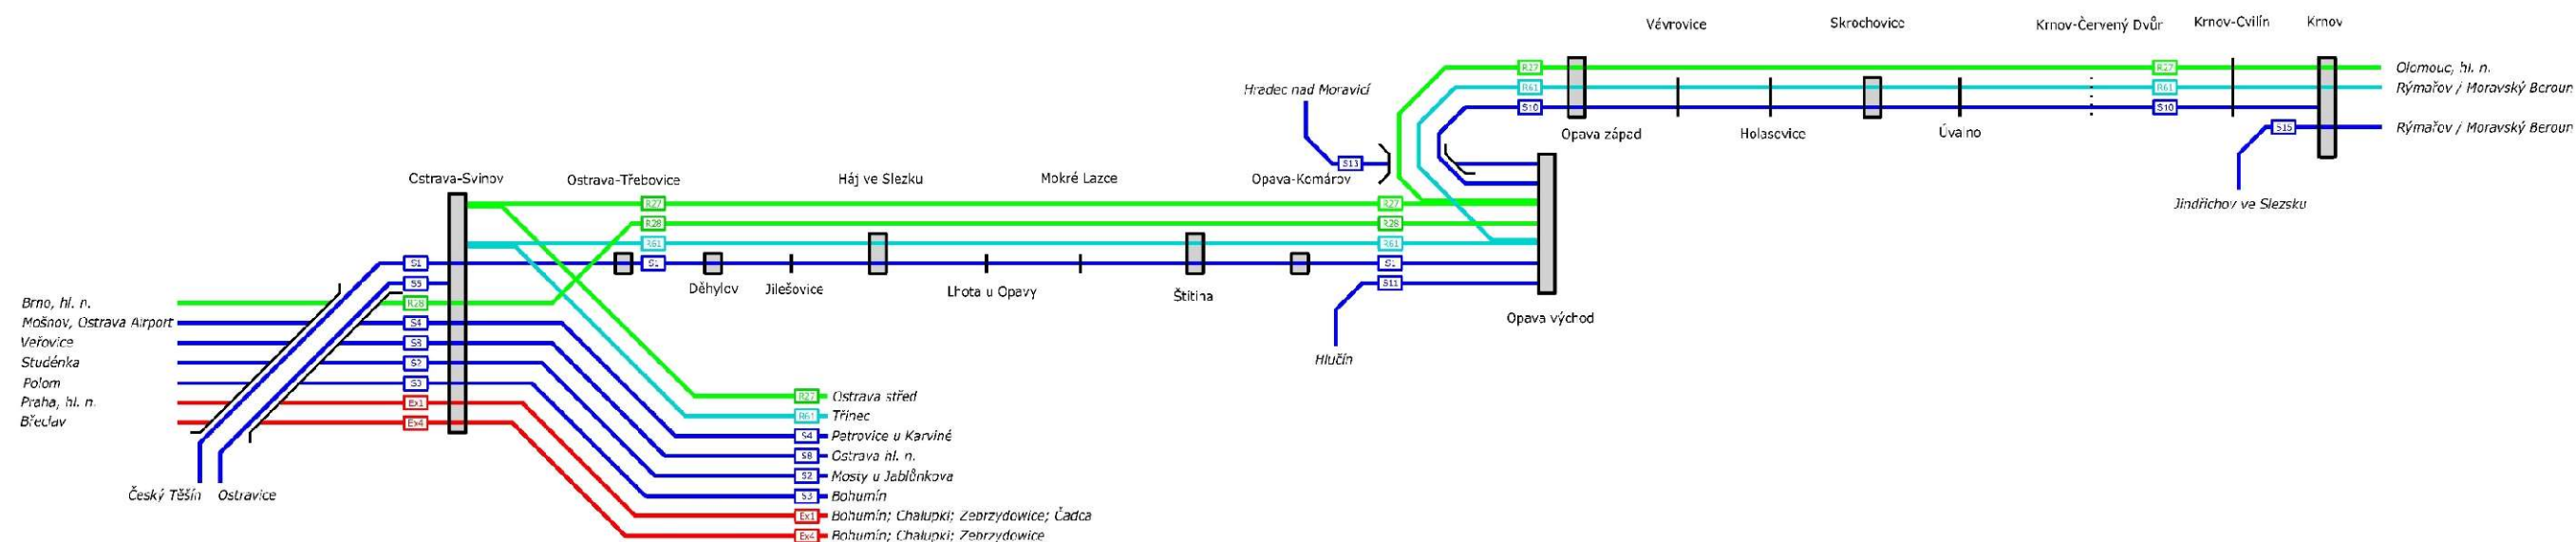 Vávrovice
Skrochovice
Krnov-Červený Dvůr
Krnov-Cvilín
Krnov
R27
R27
Olomouc, hl. n.
R61
R61
Rýmařov / Moravský Beroun
S10
S10
Opava západ
Holasovice
Úvalno
S15
Rýmařov / Moravský Beroun
Jindřichov ve Slezsku
Hradec nad Moravicí
S13
Ostrava-Svinov
Ostrava-Třebovice
Háj ve Slezku
Mokré Lazce
Opava-Komárov
R27
R27
R28
R28
R61
R61
S1
S1
S1
S5
S11
Děhylov
Jilešovice
Lhota u Opavy
Štítina
Opava východ
Hlučín
Brno, hl. n.
R28
Mošnov, Ostrava Airport
S4
Veřovice
S8
Studénka
S2
Polom
S3
Praha, hl. n.
Ex1
Břeclav
Ex4
Český Těšín
Ostravice
R27 Ostrava střed
R61 Třinec
S4 Petrovice u Karviné
S8 Ostrava hl. n.
S2 Mosty u Jablůnkova
S3 Bohumín
Ex1 Bohumín; Chalupki; Zebrzydowice; Čadca
Ex4 Bohumín; Chalupki; Zebrzydowice